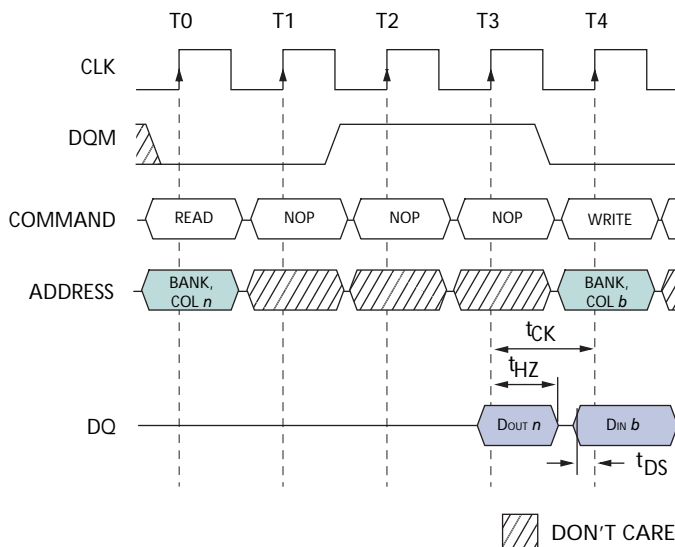 T0 T1 T2 T3 T4
CLK
DQM
COMMAND READ NOP NOP NOP WRITE
ADDRESS BANK, COL n BANK, COL b
tCK
tHZ
DQ DOUT n DIN b
tDS
DON'T CARE